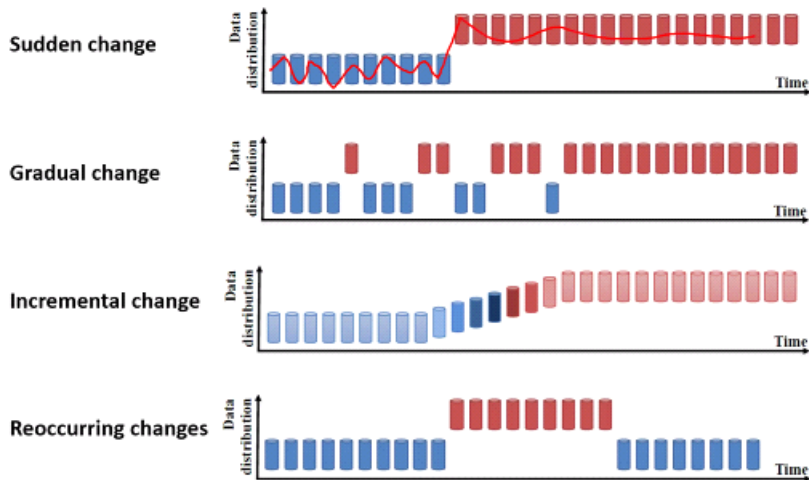 Sudden change
Data
distribution
Time
Gradual change
Data
distribution
Time
Incremental change
Data
distribution
Time
Reoccurring changes
Data
distribution
Time